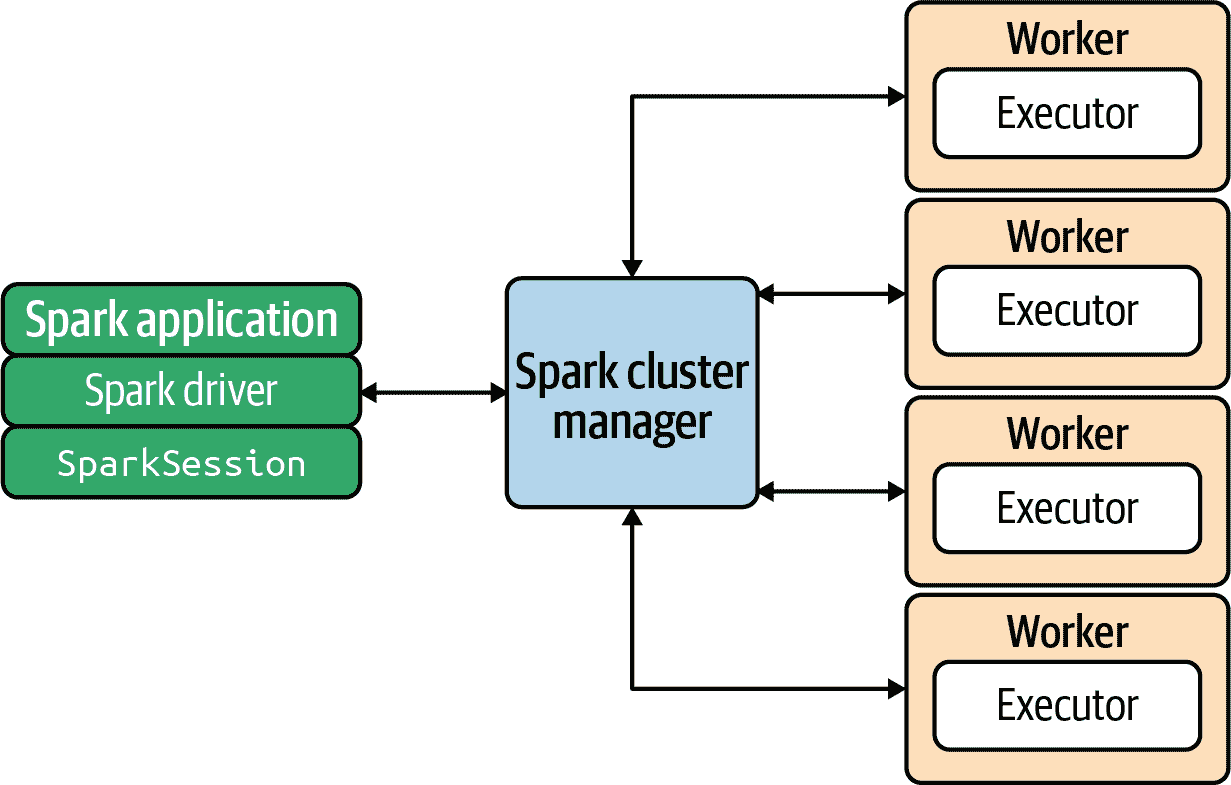 Spark application
Spark driver
SparkSession
Spark cluster
manager
Worker
Executor
Worker
Executor
Worker
Executor
Worker
Executor